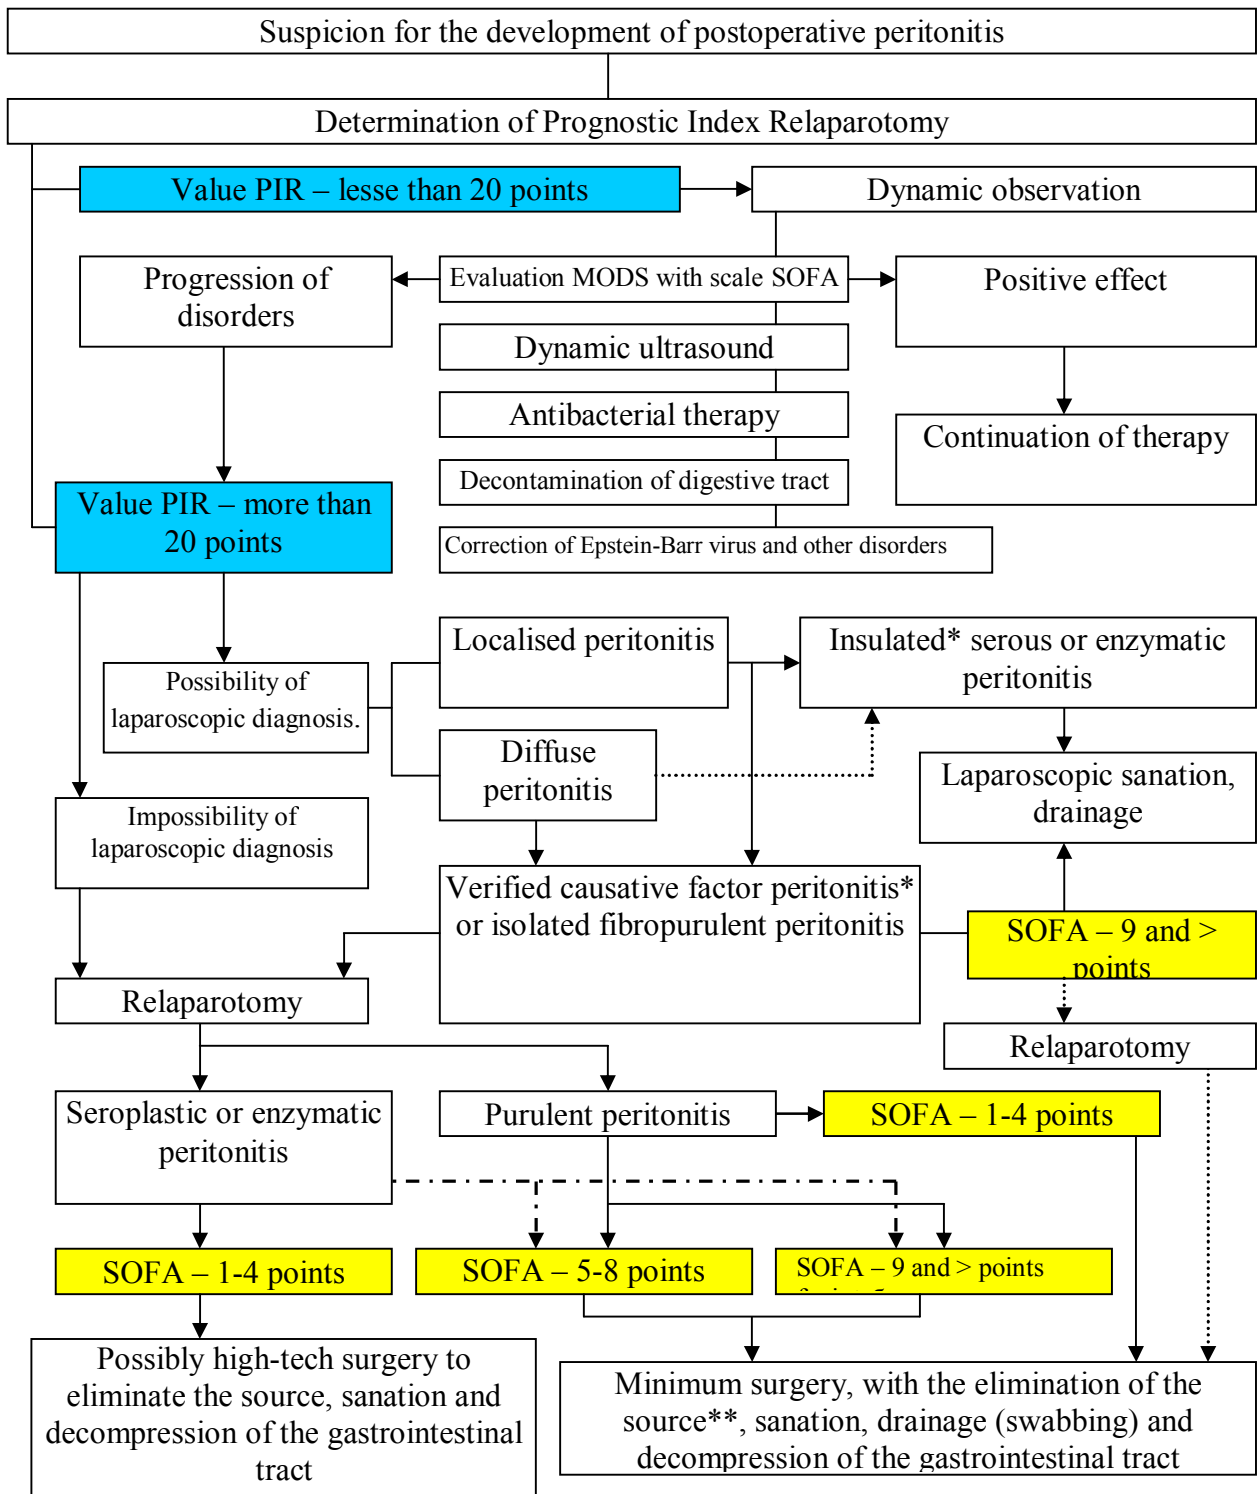 Suspicion for the development of postoperative peritonitis
Determination of Prognostic Index Relaparotomy
Value PIR – lesse than 20 points
Dynamic observation
Progression of
disorders
Evaluation MODS with scale SOFA
Positive effect
Dynamic ultrasound
Antibacterial therapy
Continuation of therapy
Decontamination of digestive tract
Value PIR – more than
20 points
Correction of Epstein-Barr virus and other disorders
Localised peritonitis
Insulated* serous or enzymatic
peritonitis
Possibility of
laparoscopic diagnosis.
Diffuse
peritonitis
Laparoscopic sanation,
drainage
Impossibility of
laparoscopic diagnosis
Verified causative factor peritonitis*
or isolated fibropurulent peritonitis
SOFA – 9 and >
points
Relaparotomy
Relaparotomy
Seroplastic or enzymatic
peritonitis
Purulent peritonitis
SOFA – 1-4 points
SOFA – 1-4 points
SOFA – 5-8 points
SOFA – 9 and > points
Possibly high-tech surgery to
eliminate the source, sanation and
decompression of the gastrointestinal
tract
Minimum surgery, with the elimination of the
source**, sanation, drainage (swabbing) and
decompression of the gastrointestinal tract